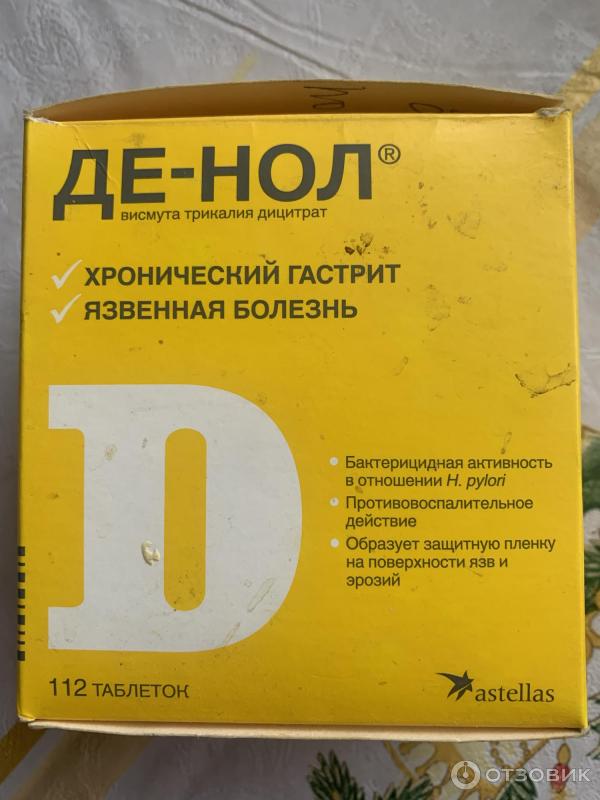 ДЕ-НОЛ®
висмута трикалия дицитрат
ХРОНИЧЕСКИЙ ГАСТРИТ
ЯЗВЕННАЯ БОЛЕЗНЬ
D
Бактерицидная активность
в отношении H. pylori
Противовоспалительное
действие
Образует защитную пленку
на поверхности язв и
эрозий
112 ТАБЛЕТОК
astellas
ОТЗОВИК